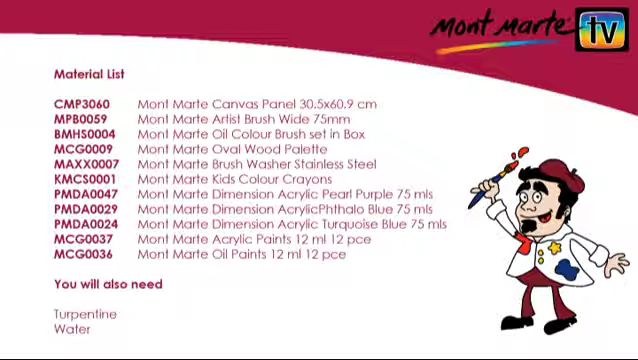 Mont Marte tv
Material List
CMP3060 Mont Marte Canvas Panel 30.5x60.9 cm
MPB0059 Mont Marte Artist Brush Wide 75mm
BMHS0004 Mont Marte Oil Colour Brush set in Box
MCG0009 Mont Marte Oval Wood Palette
MAXX0007 Mont Marte Brush Washer Stainless Steel
KMCS0001 Mont Marte Kids Colour Crayons
PMDA0047 Mont Marte Dimension Acrylic Pearl Purple 75 mls
PMDA0029 Mont Marte Dimension AcrylicPhthalo Blue 75 mls
PMDA0024 Mont Marte Dimension Acrylic Turquoise Blue 75 mls
MCG0037 Mont Marte Acrylic Paints 12 ml 12 pce
MCG0036 Mont Marte Oil Paints 12 ml 12 pce
You will also need
Turpentine
Water